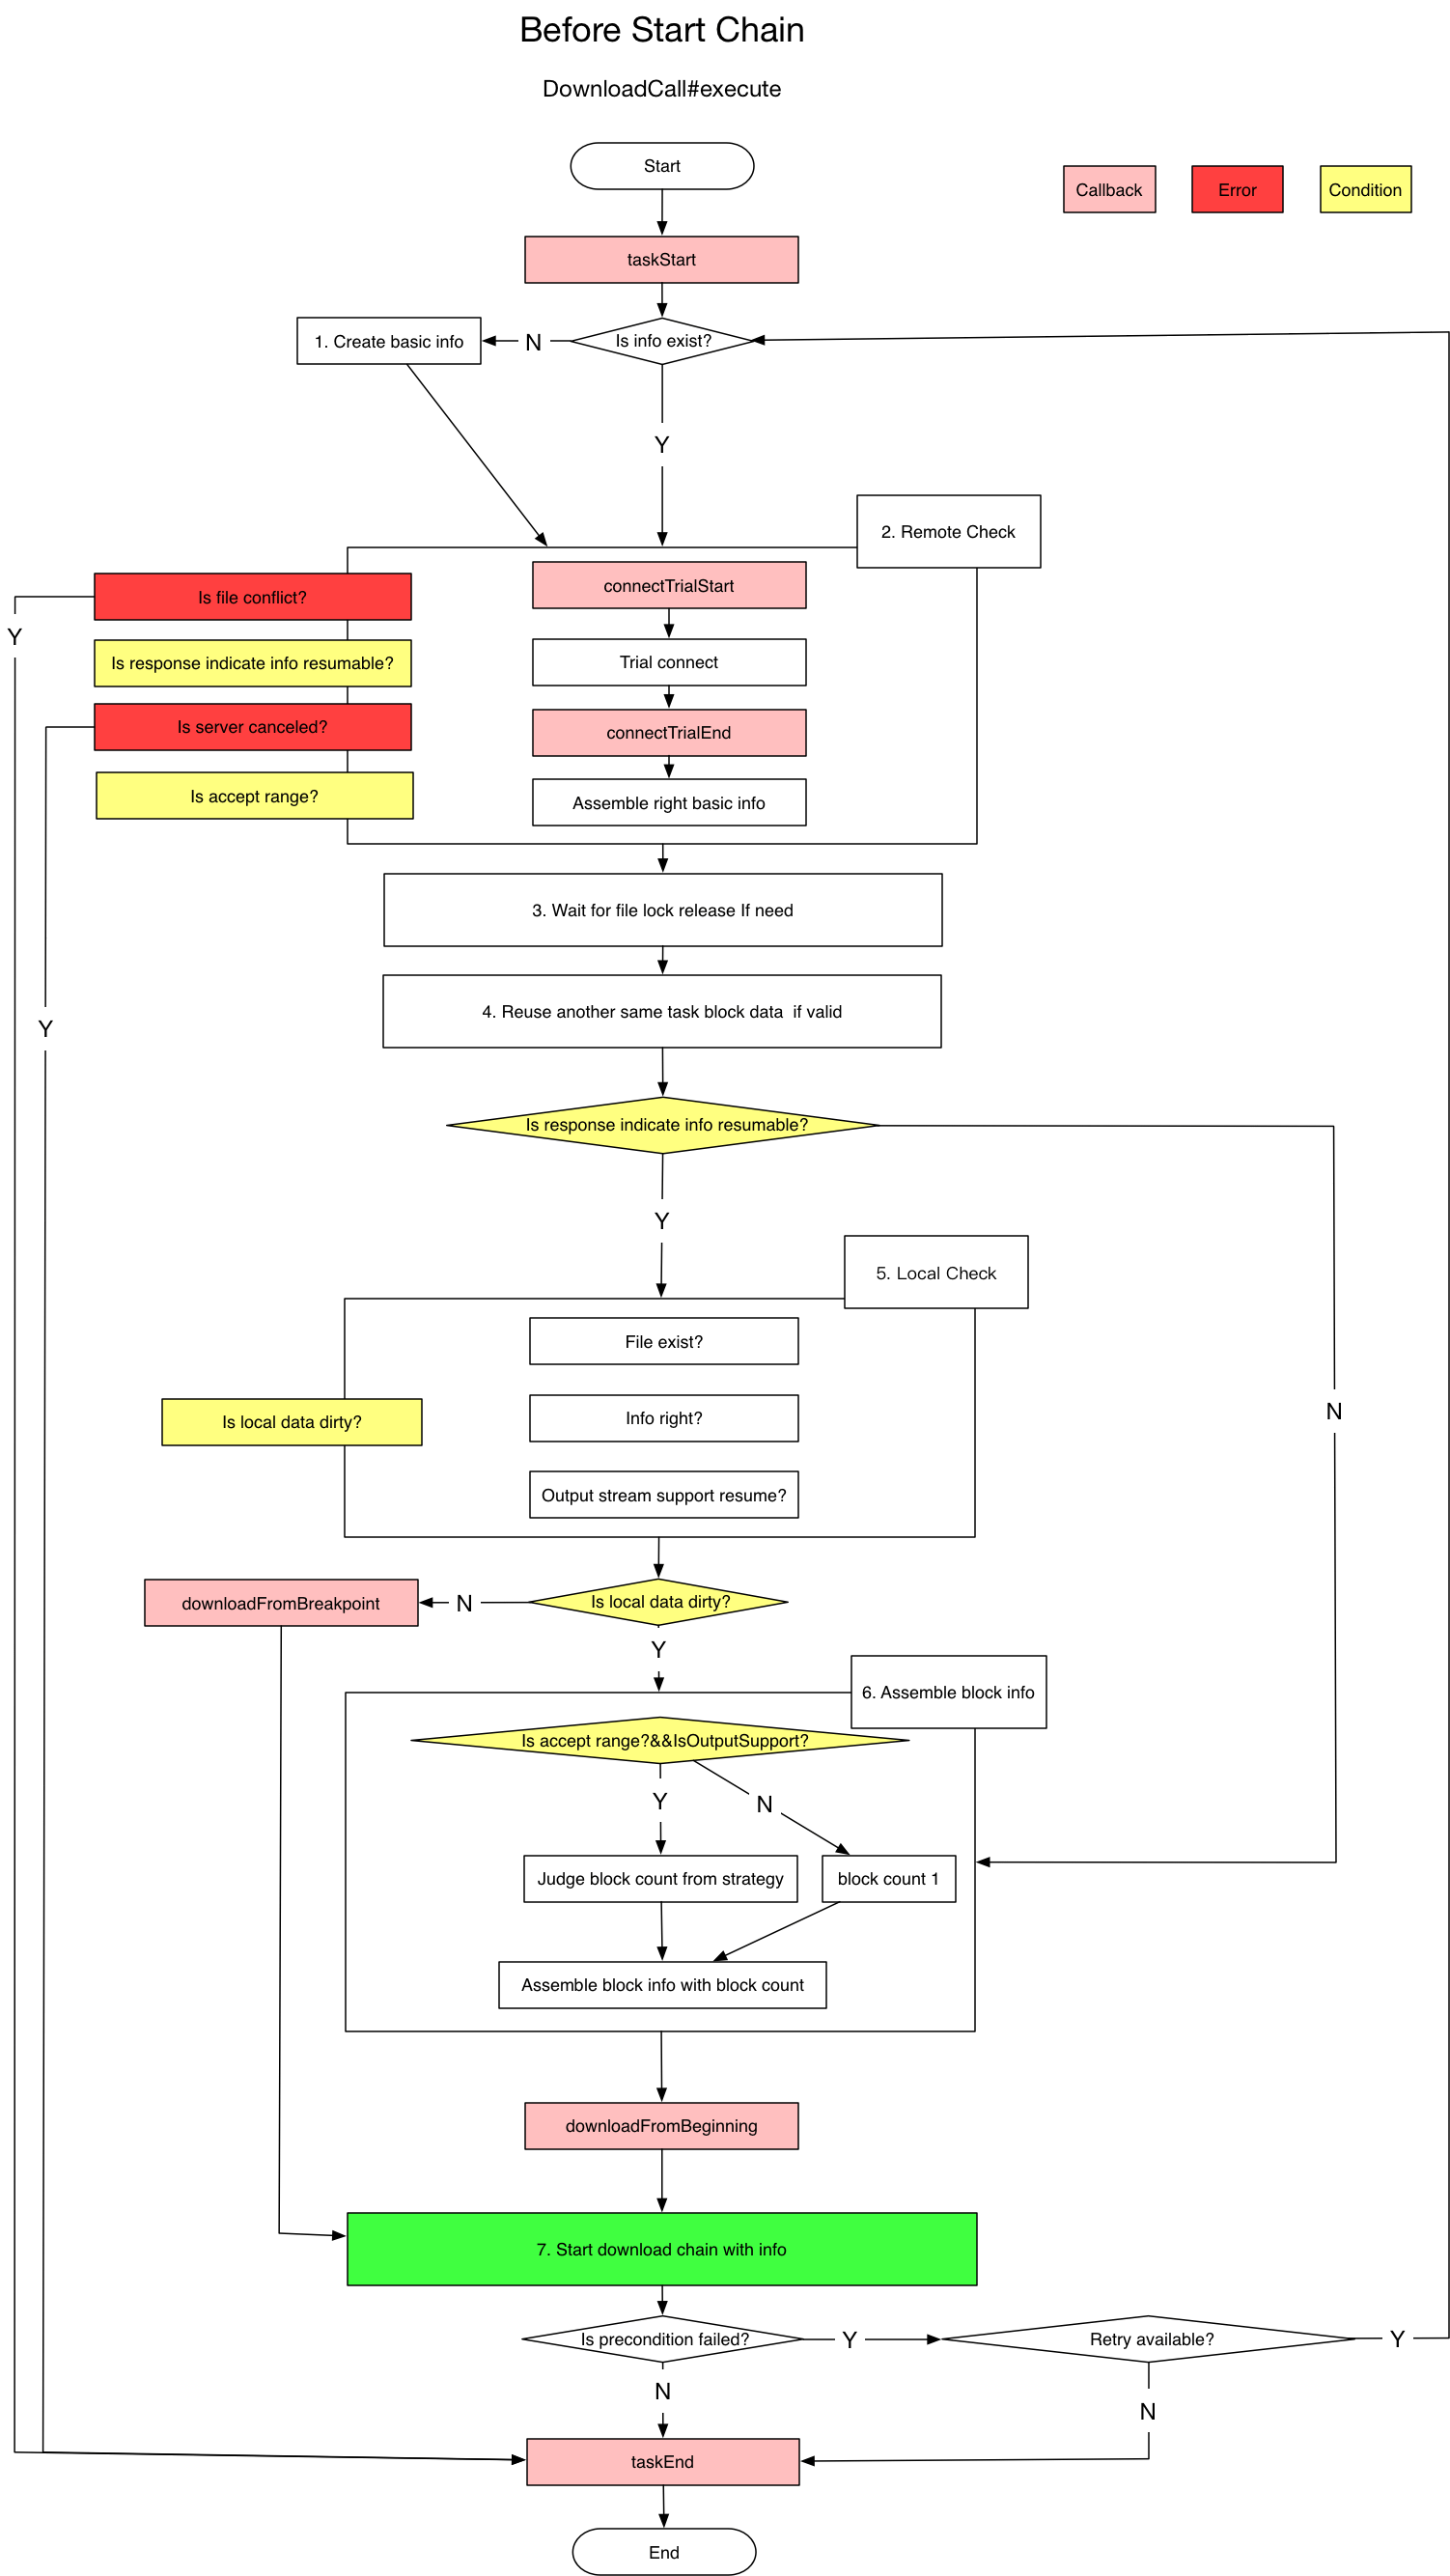 Before Start Chain
DownloadCall#execute
Start
Callback
Error
Condition
taskStart
1. Create basic info
N
Is info exist?
Y
2. Remote Check
connectTrialStart
Is file conflict?
Y
Trial connect
Is response indicate info resumable?
Is server canceled?
connectTrialEnd
Is accept range?
Assemble right basic info
3. Wait for file lock release If need
4. Reuse another same task block data  if valid
Y
Is response indicate info resumable?
Y
5. Local Check
File exist?
N
Is local data dirty?
Info right?
Output stream support resume?
downloadFromBreakpoint
N
Is local data dirty?
Y
6. Assemble block info
Is accept range?&&IsOutputSupport?
Y
N
Judge block count from strategy
block count 1
Assemble block info with block count
downloadFromBeginning
7. Start download chain with info
Is precondition failed?
Y
Retry available?
Y
N
N
taskEnd
End